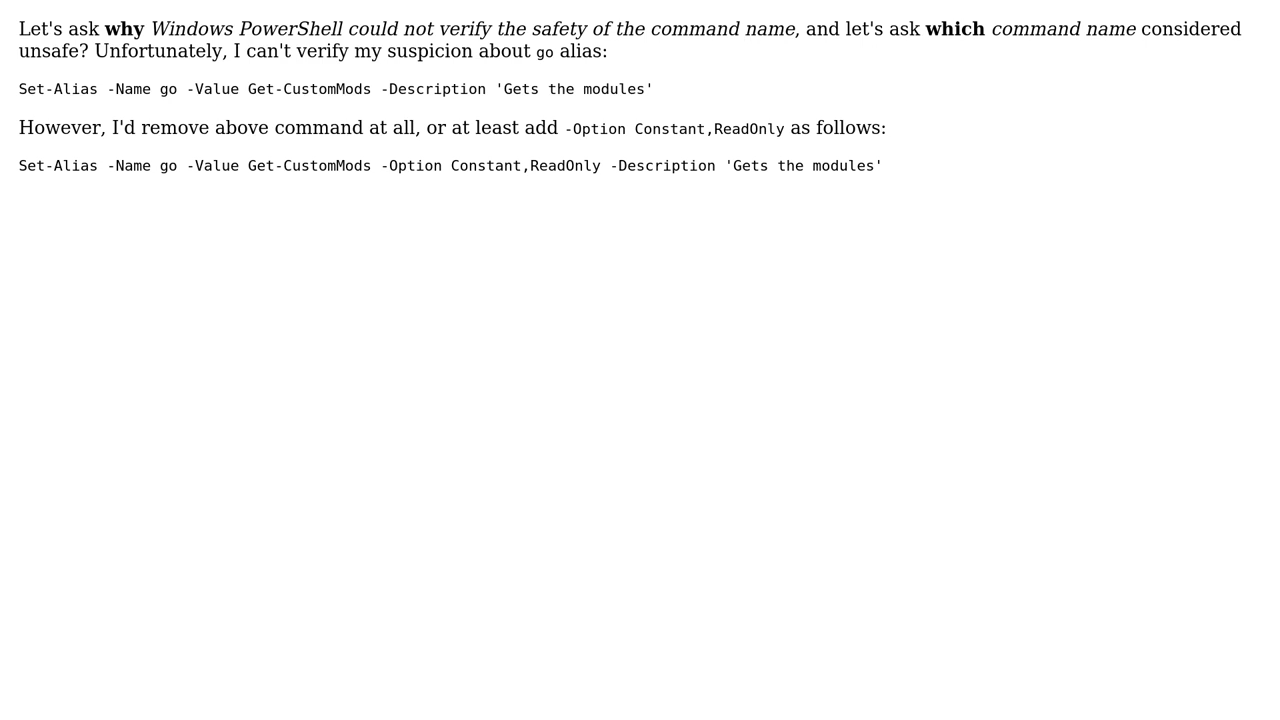 Let's ask why Windows PowerShell could not verify the safety of the command name, and let's ask which command name considered
unsafe? Unfortunately, I can't verify my suspicion about go alias:
Set-Alias -Name go -Value Get-CustomMods -Description 'Gets the modules'
However, I'd remove above command at all, or at least add -Option Constant,ReadOnly as follows:
Set-Alias -Name go -Value Get-CustomMods -Option Constant,ReadOnly -Description 'Gets the modules'